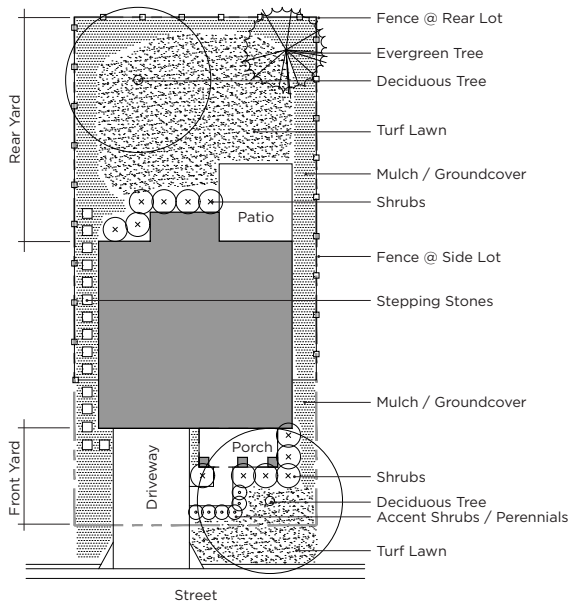 Fence @ Rear Lot
Evergreen Tree
Deciduous Tree
Turf Lawn
Mulch / Groundcover
Shrubs
Rear Yard
Patio
Fence @ Side Lot
Stepping Stones
Mulch / Groundcover
Front Yard
Driveway
Porch
Shrubs
Deciduous Tree
Accent Shrubs / Perennials
Turf Lawn
Street